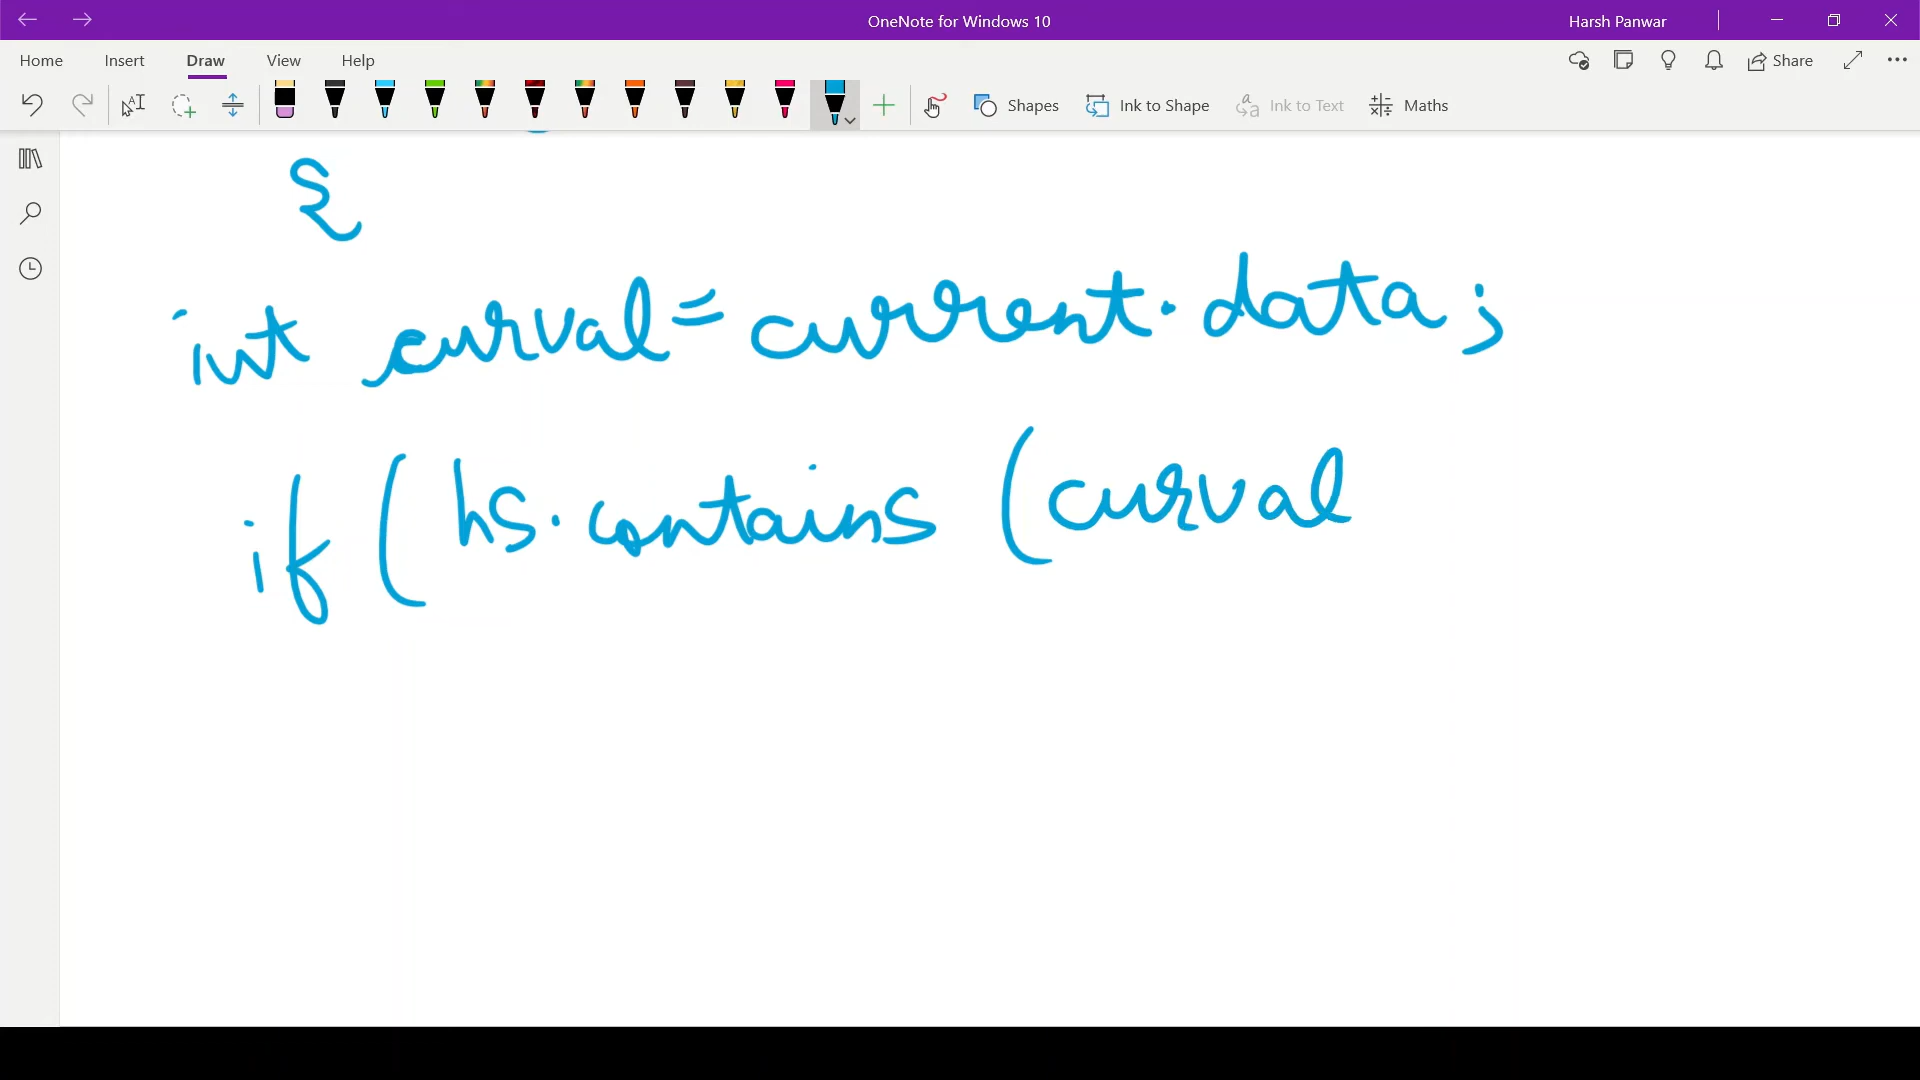 OneNote for Windows 10
Harsh Panwar
Home Insert Draw View Help
Share
Shapes Ink to Shape Ink to Text Maths
{
int curval = current.data;
if (hs.contains (curval